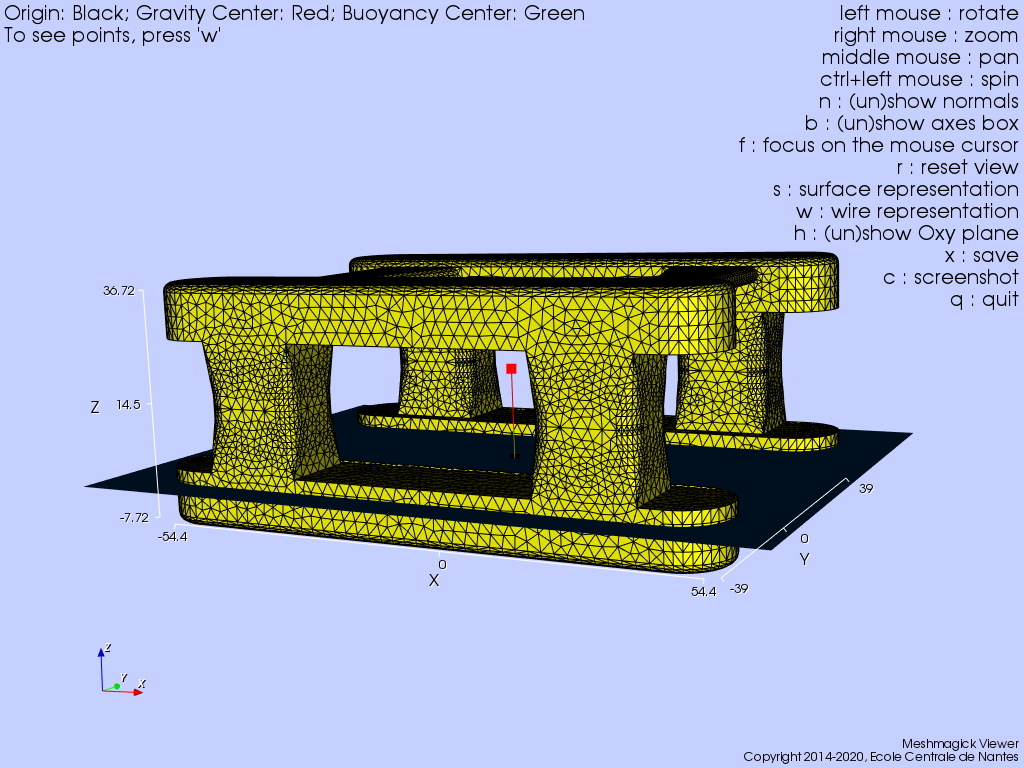 Origin: Black; Gravity Center: Red; Buoyancy Center: Green
To see points, press 'w'
left mouse : rotate
right mouse : zoom
middle mouse : pan
ctrl+left mouse : spin
n : (un)show normals
b : (un)show axes box
f : focus on the mouse cursor
r : reset view
s : surface representation
w : wire representation
h : (un)show Oxy plane
x : save
c : screenshot
q : quit
36.72
Z 14.5
-7.72
-54.4
0
X
54.4
-39
0
Y
39
Z
Y
X
Meshmagick Viewer
Copyright 2014-2020, Ecole Centrale de Nantes